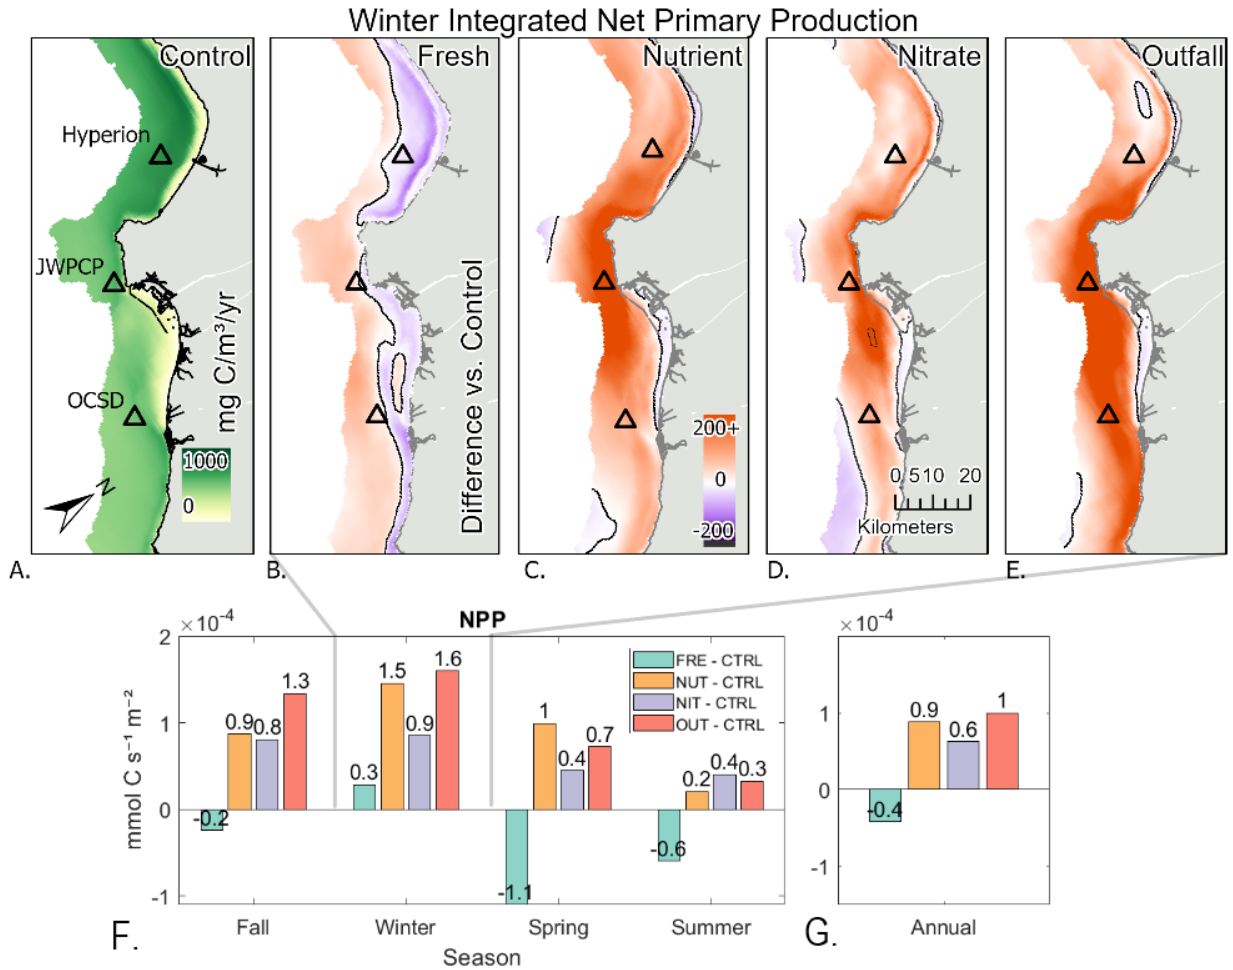 Winter Integrated Net Primary Production
Control
Fresh
Nutrient
Nitrate
Outfall
Hyperion
JWPCP
OCSD
N
mg C/m³/yr
1000
0
Difference vs. Control
200+
0
-200
0 5 10 20
Kilometers
A.
B.
C.
D.
E.
NPP
×10⁻⁴
2
1
0
-1
mmol C s⁻¹ m⁻²
-0.2
0.9
0.8
1.3
0.3
1.5
0.9
1.6
-1.1
1
0.4
0.7
-0.6
0.2
0.4
0.3
FRE - CTRL
NUT - CTRL
NIT - CTRL
OUT - CTRL
Fall
Winter
Spring
Summer
Season
F.
×10⁻⁴
1
0
-1
-0.4
0.9
0.6
1
Annual
G.